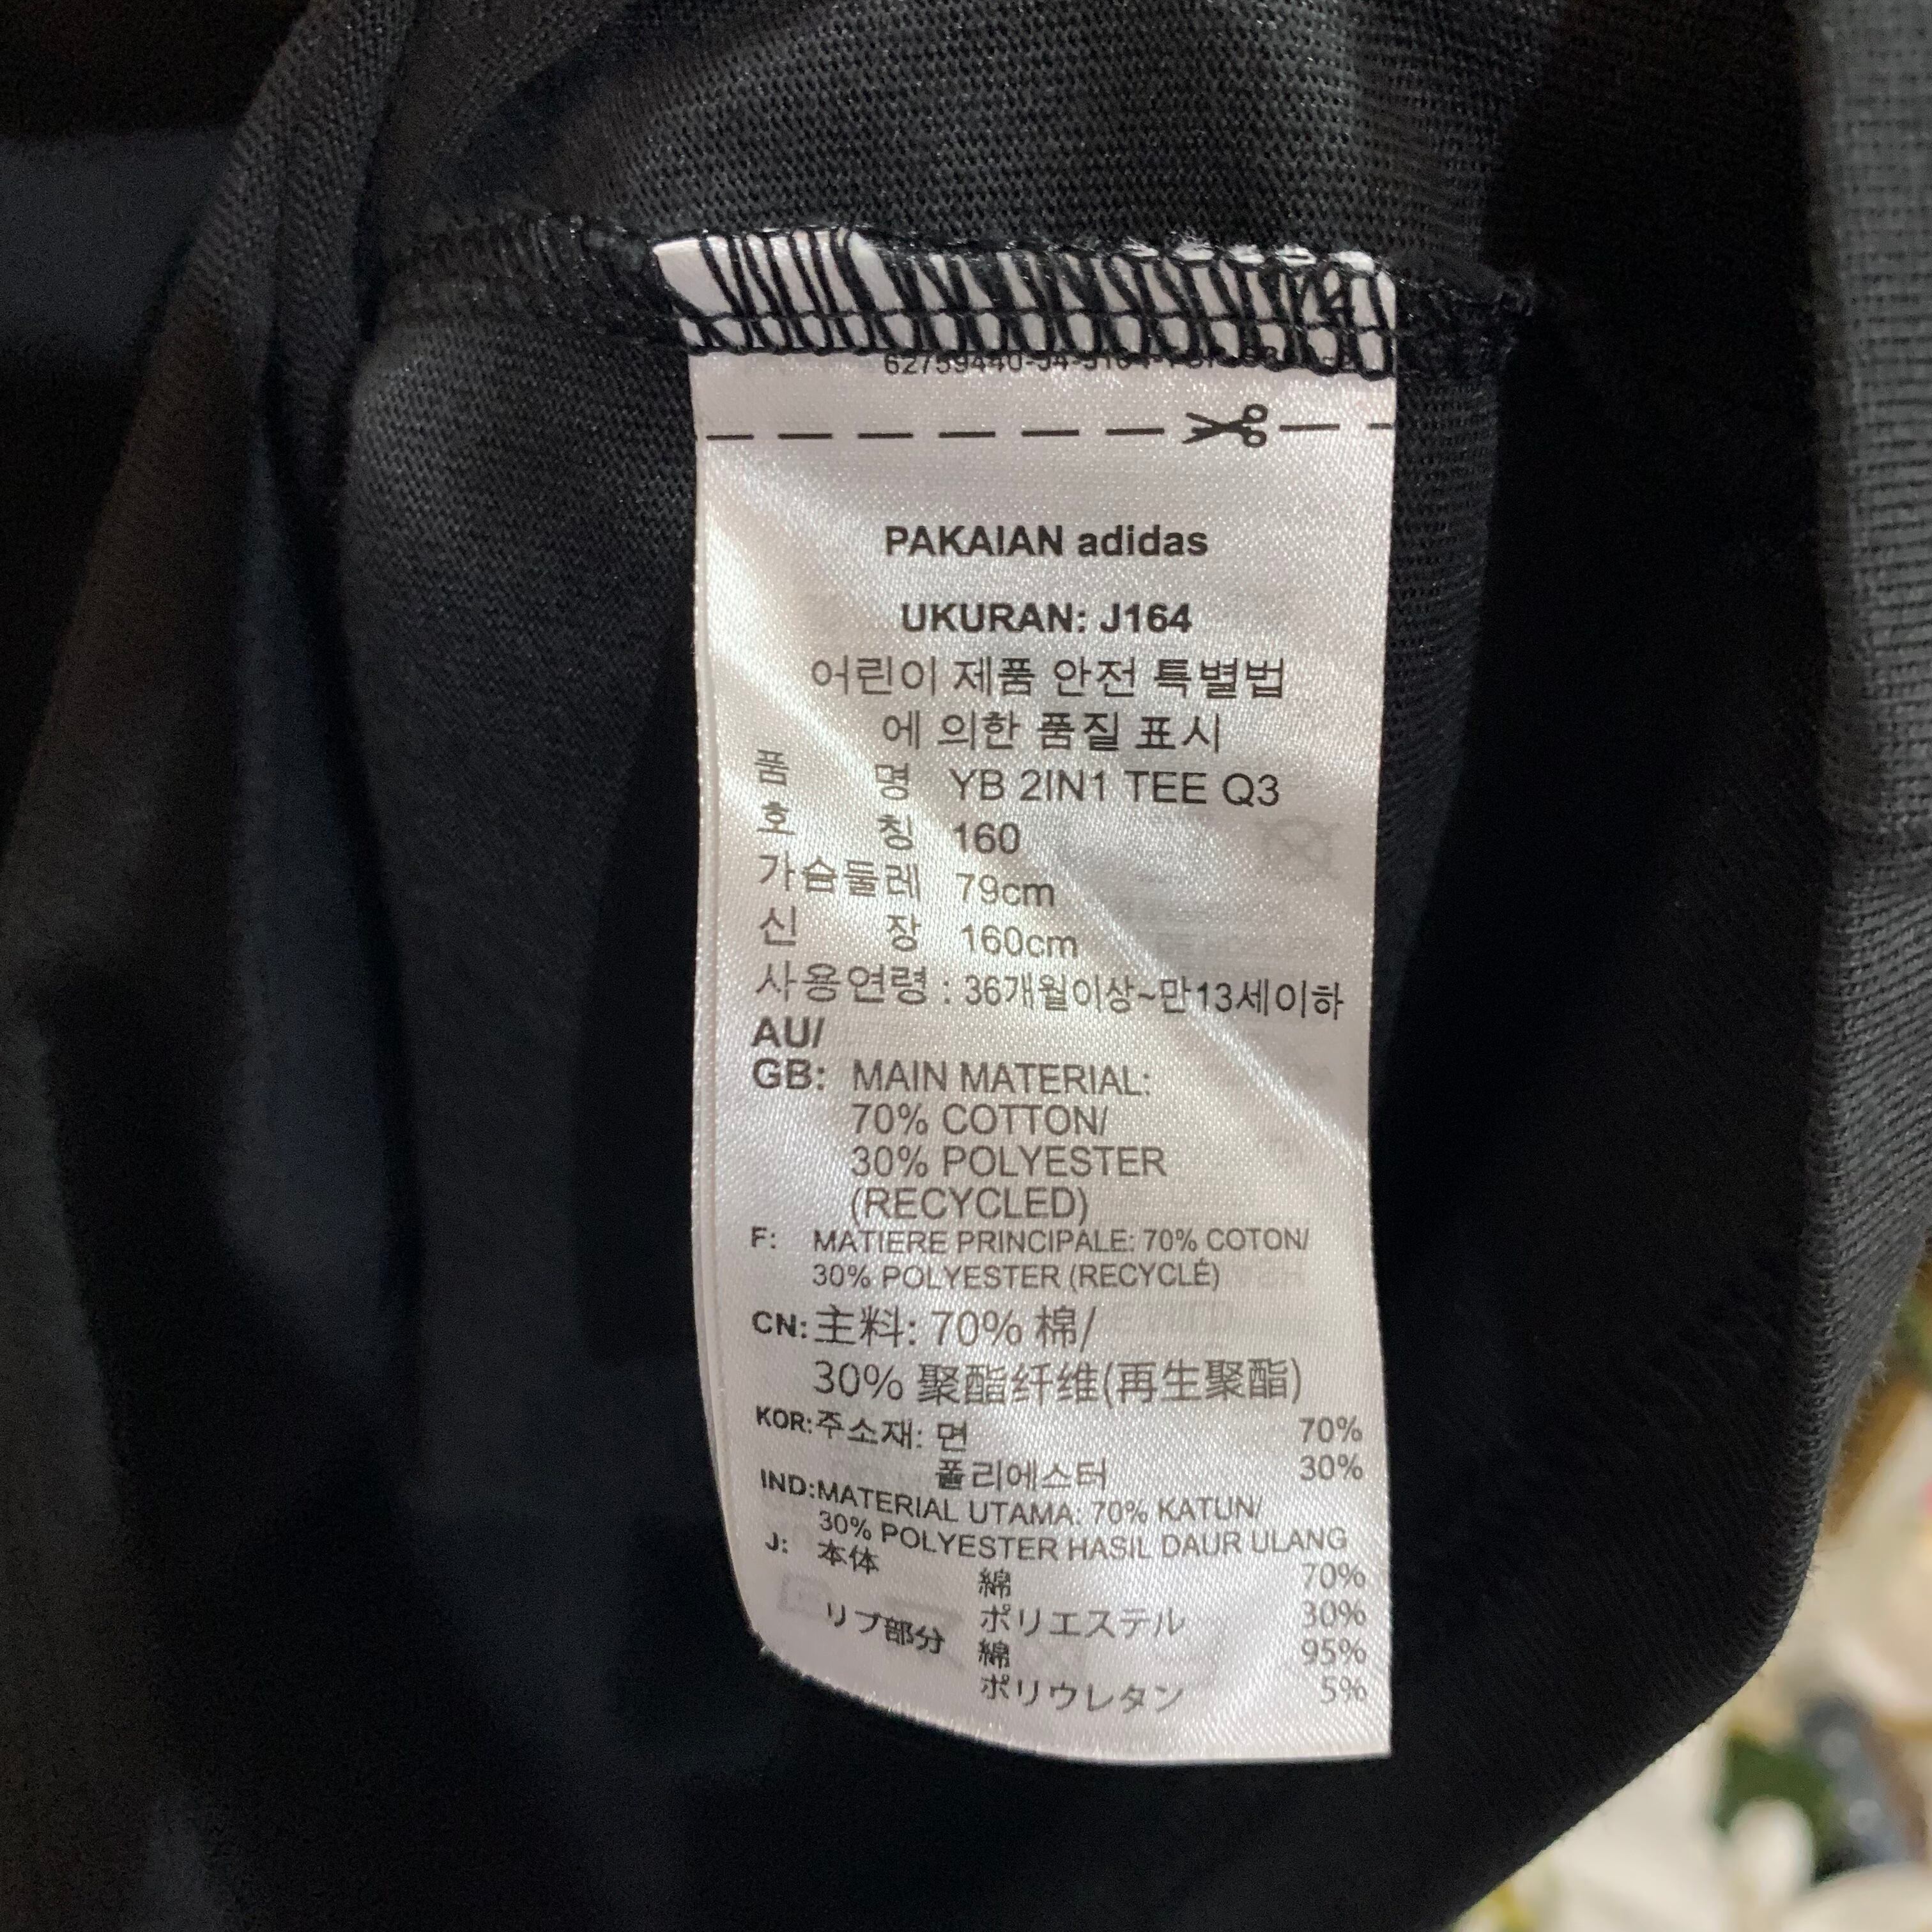 PAKAIAN adidas
UKURAN: J164
어린이 제품 안전 특별법
에 의한 품질 표시
품 명 YB 2IN1 TEE Q3
호 칭 160
가슴둘레 79cm
신 장 160cm
사용연령 : 36개월이상~만13세이하
AU/
GB: MAIN MATERIAL:
70% COTTON/
30% POLYESTER
(RECYCLED)
F: MATIERE PRINCIPALE: 70% COTON/
30% POLYESTER (RECYCLÉ)
CN: 主料: 70% 棉/
30% 聚酯纤维(再生聚酯)
KOR: 주소재: 면 70%
폴리에스터 30%
IND: MATERIAL UTAMA: 70% KATUN/
30% POLYESTER HASIL DAUR ULANG
J: 本体 綿 70%
ポリエステル 30%
リブ部分 綿 95%
ポリウレタン 5%